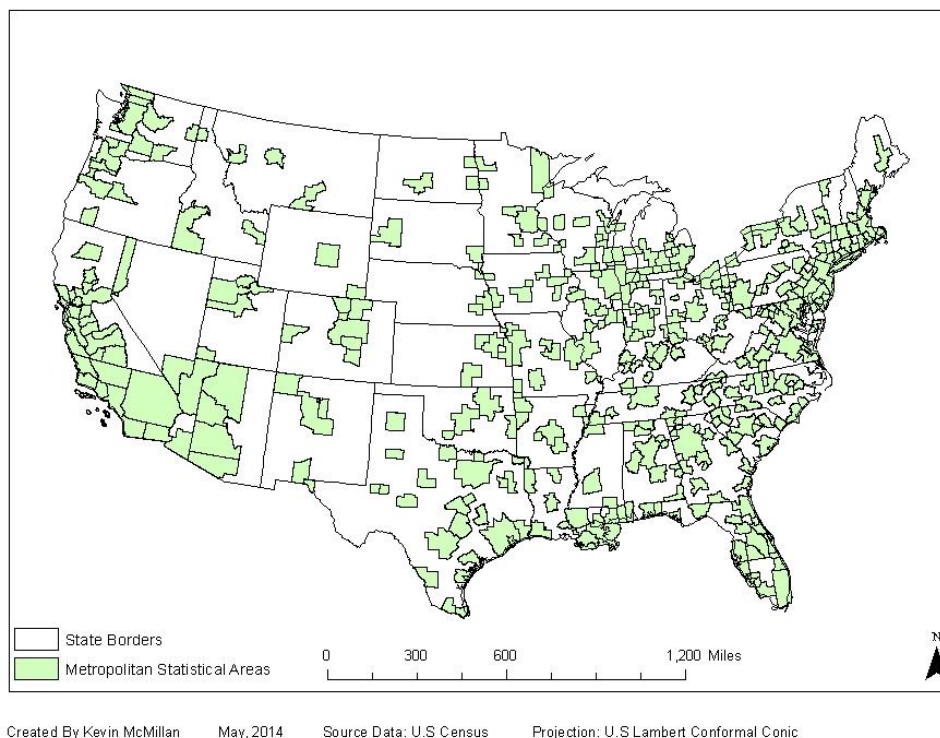 State Borders
Metropolitan Statistical Areas
0 300 600 1,200 Miles
N
Created By Kevin McMillan May, 2014 Source Data: U.S Census Projection: U.S Lambert Conformal Conic